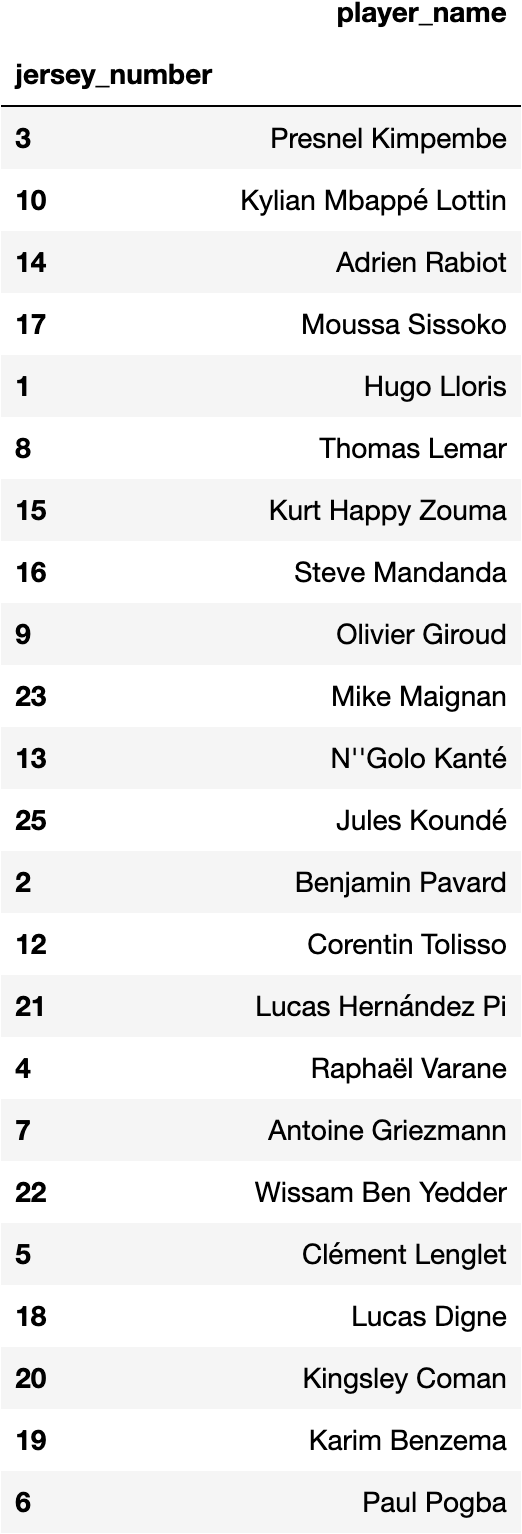 player_name
jersey_number
3 Presnel Kimpembe
10 Kylian Mbappé Lottin
14 Adrien Rabiot
17 Moussa Sissoko
1 Hugo Lloris
8 Thomas Lemar
15 Kurt Happy Zouma
16 Steve Mandanda
9 Olivier Giroud
23 Mike Maignan
13 N''Golo Kanté
25 Jules Koundé
2 Benjamin Pavard
12 Corentin Tolisso
21 Lucas Hernández Pi
4 Raphaël Varane
7 Antoine Griezmann
22 Wissam Ben Yedder
5 Clément Lenglet
18 Lucas Digne
20 Kingsley Coman
19 Karim Benzema
6 Paul Pogba